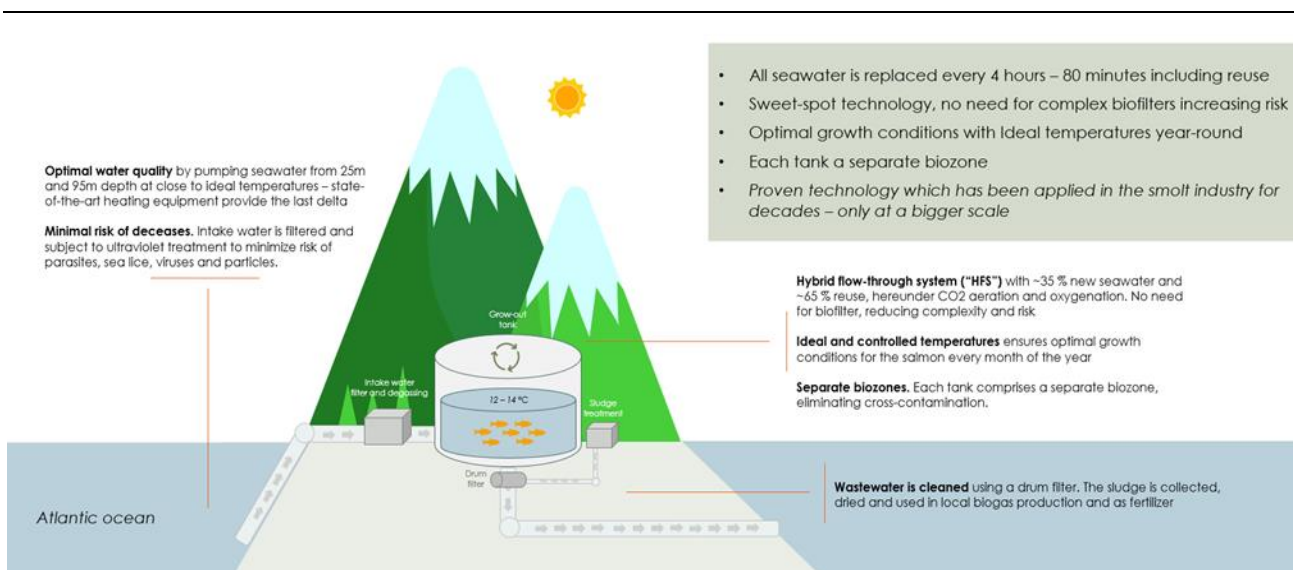 • All seawater is replaced every 4 hours – 80 minutes including reuse
• Sweet-spot technology, no need for complex biofilters increasing risk
• Optimal growth conditions with Ideal temperatures year-round
• Each tank a separate biozone
• Proven technology which has been applied in the smolt industry for
decades – only at a bigger scale
Optimal water quality by pumping seawater from 25m
and 95m depth at close to ideal temperatures – state-
of-the-art heating equipment provide the last delta
Minimal risk of deceases. Intake water is filtered and
subject to ultraviolet treatment to minimize risk of
parasites, sea lice, viruses and particles.
Hybrid flow-through system ("HFS") with ~35 % new seawater and
~65 % reuse, hereunder CO2 aeration and oxygenation. No need
for biofilter, reducing complexity and risk
Ideal and controlled temperatures ensures optimal growth
conditions for the salmon every month of the year
Separate biozones. Each tank comprises a separate biozone,
eliminating cross-contamination.
Grow-out
tank
Intake water
filter and degassing
12 – 14 °C
Sludge
treatment
Drum
filter
Wastewater is cleaned using a drum filter. The sludge is collected,
dried and used in local biogas production and as fertilizer
Atlantic ocean